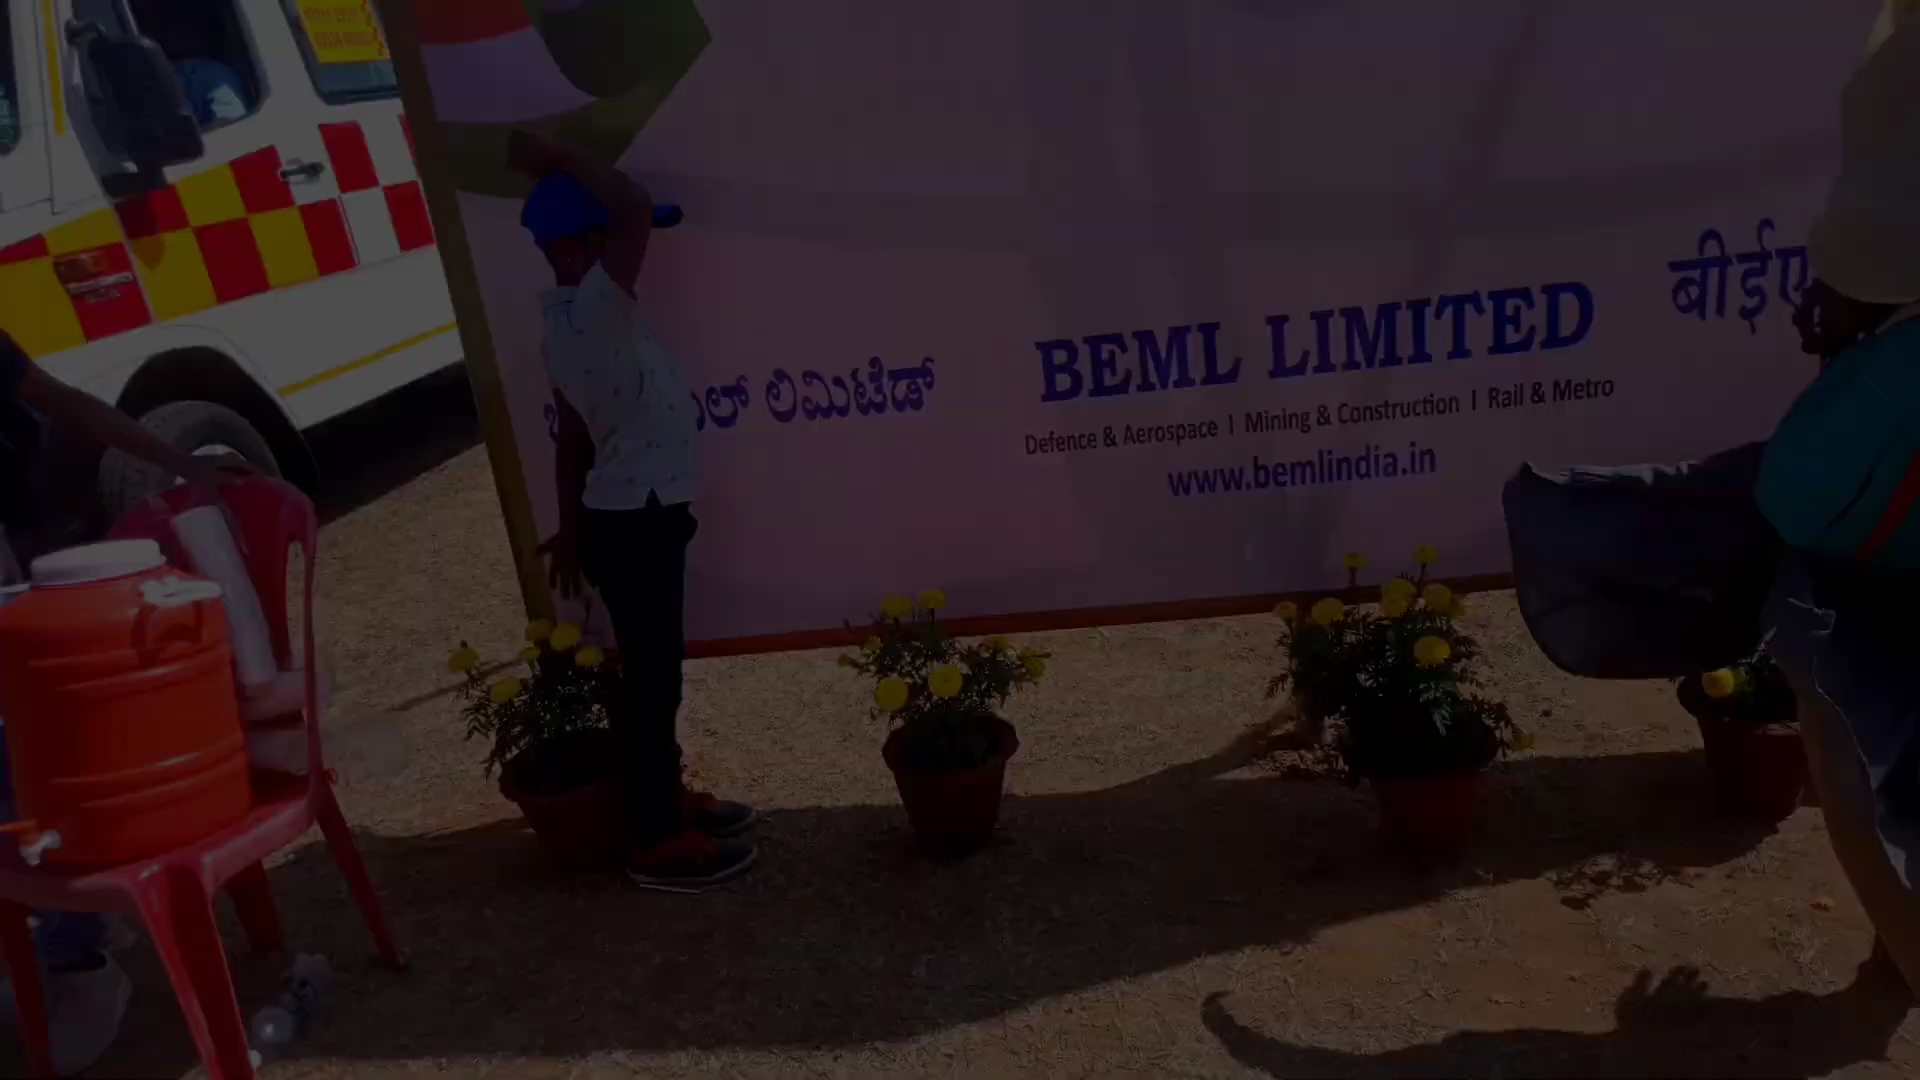 ಲ್ ಲಿಮಿಟೆಡ್
BEML LIMITED
बीईए
Defence & Aerospace I Mining & Construction I Rail & Metro
www.bemlindia.in